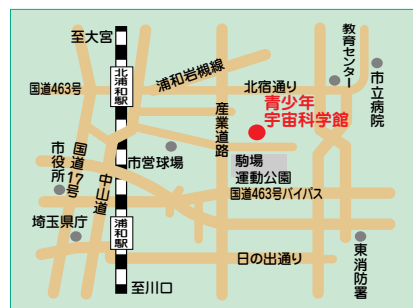 至大宮
北浦和駅
浦和岩槻線
国道463号
北宿通り
教育センター
市立病院
青少年
宇宙科学館
産業道路
市営球場
駒場
運動公園
国道463号バイパス
国道17号
中山道
市役所
埼玉県庁
浦和駅
日の出通り
東消防署
至川口